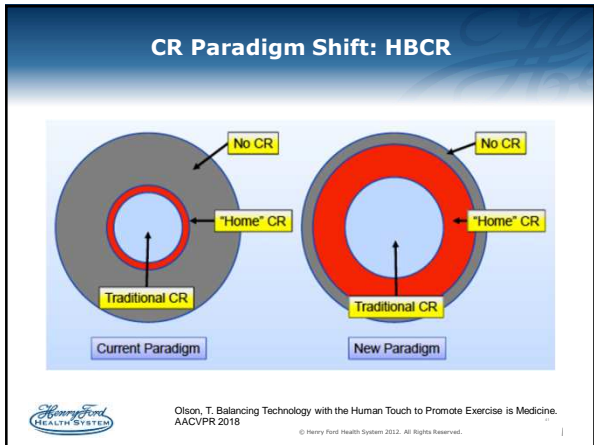 CR Paradigm Shift: HBCR
No CR
"Home" CR
Traditional CR
Current Paradigm
No CR
"Home" CR
Traditional CR
New Paradigm
Henry Ford
HEALTH SYSTEM
Olson, T. Balancing Technology with the Human Touch to Promote Exercise is Medicine.
AACVPR 2018
© Henry Ford Health System 2012. All Rights Reserved.